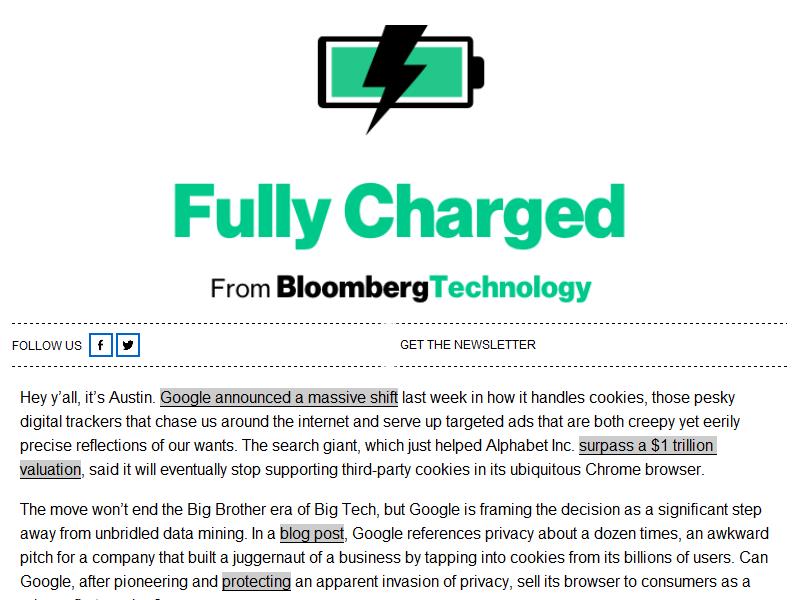 Fully Charged
From BloombergTechnology
FOLLOW US
GET THE NEWSLETTER
Hey y’all, it’s Austin. Google announced a massive shift last week in how it handles cookies, those pesky
digital trackers that chase us around the internet and serve up targeted ads that are both creepy yet eerily
precise reflections of our wants. The search giant, which just helped Alphabet Inc. surpass a $1 trillion
valuation, said it will eventually stop supporting third-party cookies in its ubiquitous Chrome browser.
The move won’t end the Big Brother era of Big Tech, but Google is framing the decision as a significant step
away from unbridled data mining. In a blog post, Google references privacy about a dozen times, an awkward
pitch for a company that built a juggernaut of a business by tapping into cookies from its billions of users. Can
Google, after pioneering and protecting an apparent invasion of privacy, sell its browser to consumers as a